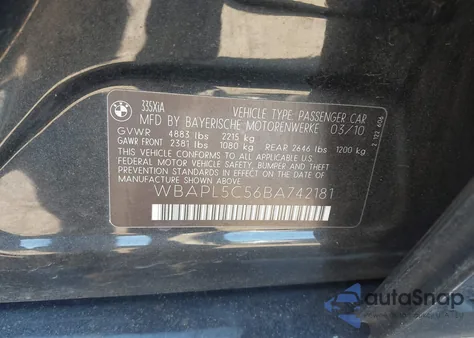 BMW
335XiA
VEHICLE TYPE: PASSENGER CAR
MFD BY BAYERISCHE MOTORENWERKE 03/10
GVWR 4883 lbs 2215 kg
GAWR FRONT 2381 lbs 1080 kg REAR 2646 lbs 1200 kg
THIS VEHICLE CONFORMS TO ALL APPLICABLE
FEDERAL MOTOR VEHICLE SAFETY, BUMPER AND
THEFT PREVENTION STANDARDS IN EFFECT ON THE
DATE OF MANUFACTURE SHOWN ABOVE.
WBAPL5C56BA742181
autoSnap